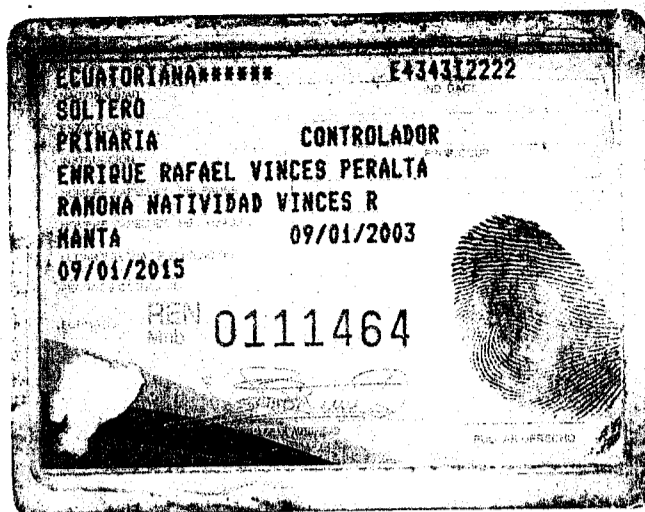 ECUATORIANA****** E434312222
SOLTERO
PRIMARIA CONTROLADOR
ENRIQUE RAFAEL VINCES PERALTA
RAMONA NATIVIDAD VINCES R
MANTA 09/01/2003
09/01/2015
REN 0111464